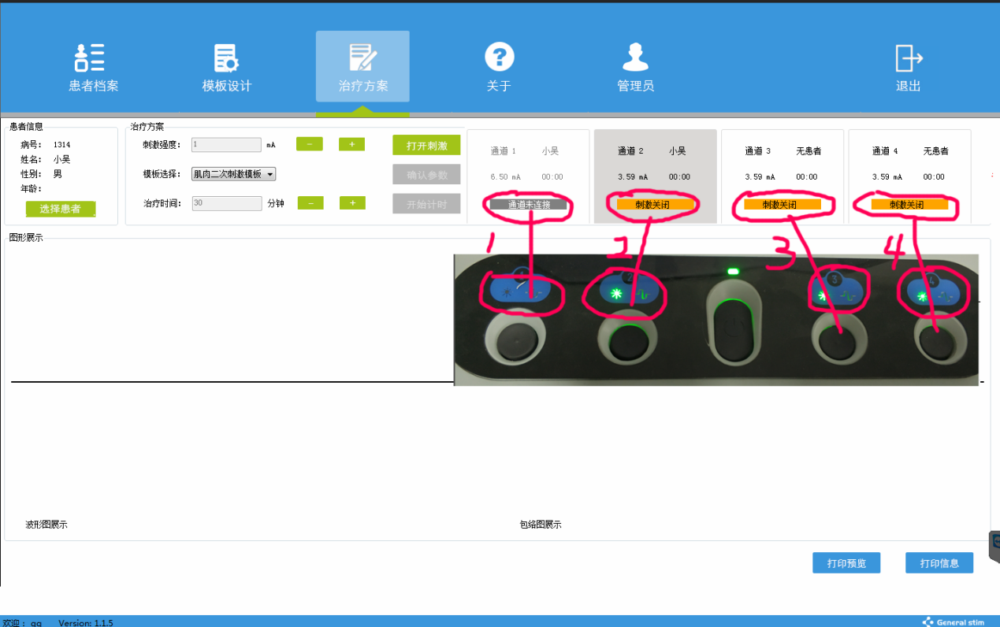 患者档案
模板设计
治疗方案
关于
管理员
退出
患者信息
病号： 1314
姓名： 小吴
性别： 男
年龄：
选择患者
治疗方案
刺激强度： 1 mA - +
打开刺激
模板选择： 肌肉二次刺激模板
确认参数
治疗时间： 30 分钟 - +
开始计时
通道 1 小吴
6.50 mA 00:00
通道未连接
通道 2 小吴
3.59 mA 00:00
刺激关闭
通道 3 无患者
3.59 mA 00:00
刺激关闭
通道 4 无患者
3.59 mA 00:00
刺激关闭
图形展示
1 2 3 4
1 2 3 4
波形图展示
包络图展示
打印预览
打印信息
欢迎： qq Version: 1.1.5
General stim